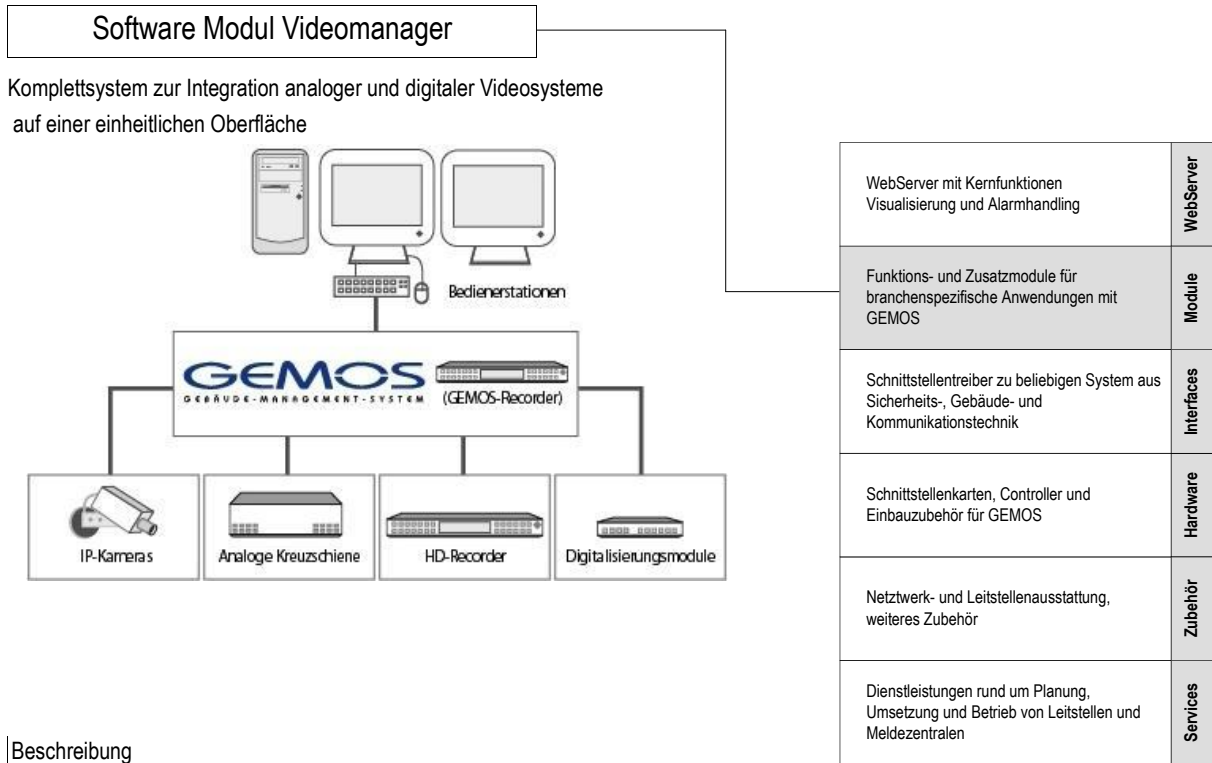 Software Modul Videomanager
Komplettsystem zur Integration analoger und digitaler Videosysteme
auf einer einheitlichen Oberfläche
Bedienerstationen
GEMOS
GEBÄUDE-MANAGEMENT-SYSTEM
(GEMOS-Recorder)
IP-Kameras
Analoge Kreuzschiene
HD-Recorder
Digitalisierungsmodule
WebServer mit Kernfunktionen
Visualisierung und Alarmhandling
WebServer
Funktions- und Zusatzmodule für
branchenspezifische Anwendungen mit
GEMOS
Module
Schnittstellentreiber zu beliebigen System aus
Sicherheits-, Gebäude- und
Kommunikationstechnik
Interfaces
Schnittstellenkarten, Controller und
Einbauzubehör für GEMOS
Hardware
Netztwerk- und Leitstellenausstattung,
weiteres Zubehör
Zubehör
Dienstleistungen rund um Planung,
Umsetzung und Betrieb von Leitstellen und
Meldezentralen
Services
Beschreibung